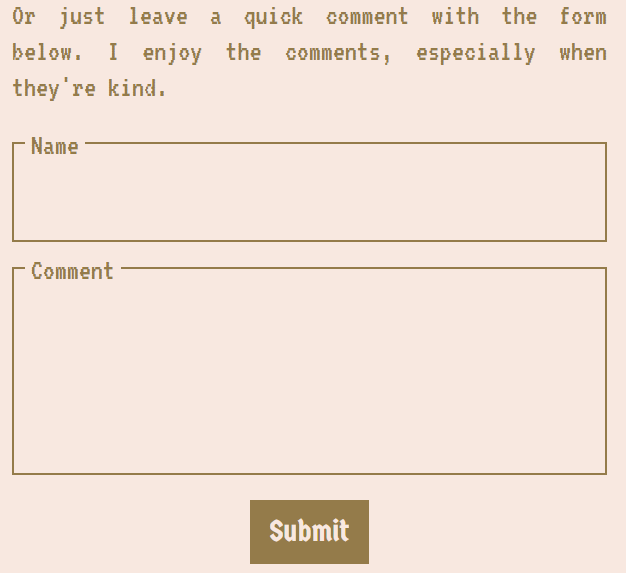 Or just leave a quick comment with the form
below. I enjoy the comments, especially when
they're kind.
Name
Comment
Submit